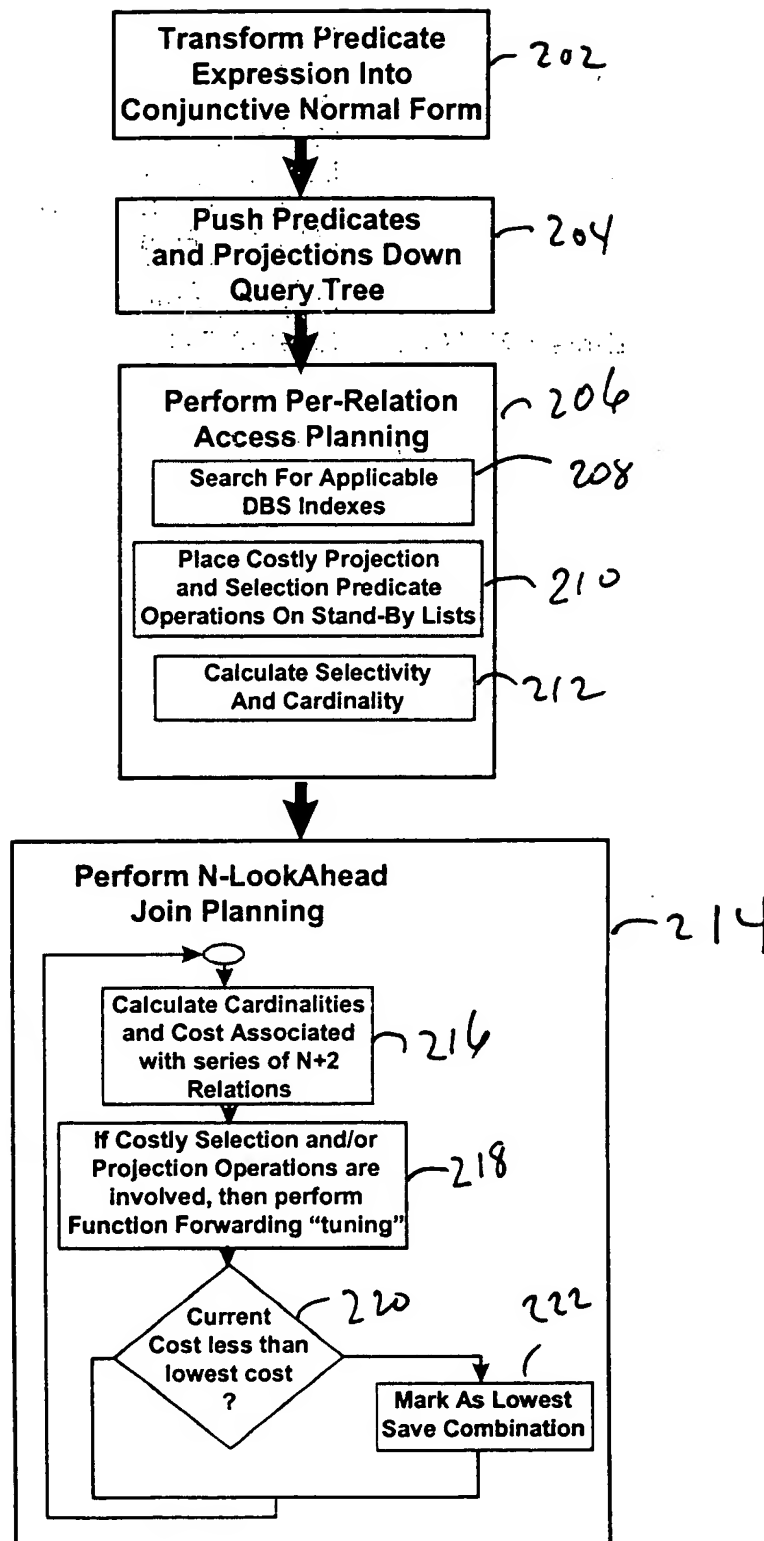 Transform Predicate
Expression Into
Conjunctive Normal Form
202
Push Predicates
and Projections Down
Query Tree
204
Perform Per-Relation
Access Planning
206
Search For Applicable
DBS Indexes
208
Place Costly Projection
and Selection Predicate
Operations On Stand-By Lists
210
Calculate Selectivity
And Cardinality
212
Perform N-LookAhead
Join Planning
214
Calculate Cardinalities
and Cost Associated
with series of N+2
Relations
216
If Costly Selection and/or
Projection Operations are
involved, then perform
Function Forwarding "tuning"
218
Current
Cost less than
lowest cost
?
220
222
Mark As Lowest
Save Combination